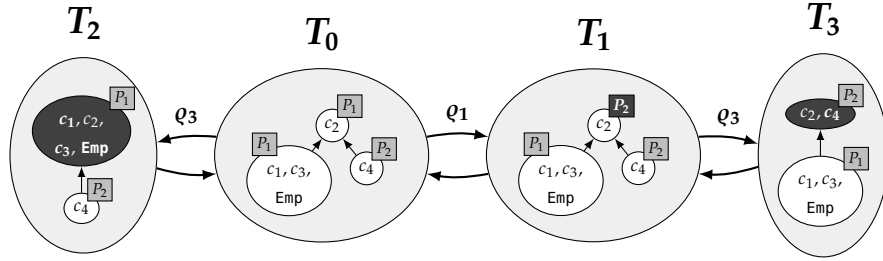 T₂ T₀ T₁ T₃
P₁
c₁, c₂,
c₃, Emp
P₂
c₄
ϱ₃
P₁
c₂
P₁
c₁, c₃,
Emp
P₂
c₄
ϱ₁
P₂
c₂
P₁
c₁, c₃,
Emp
P₂
c₄
ϱ₃
P₂
c₂, c₄
P₁
c₁, c₃,
Emp